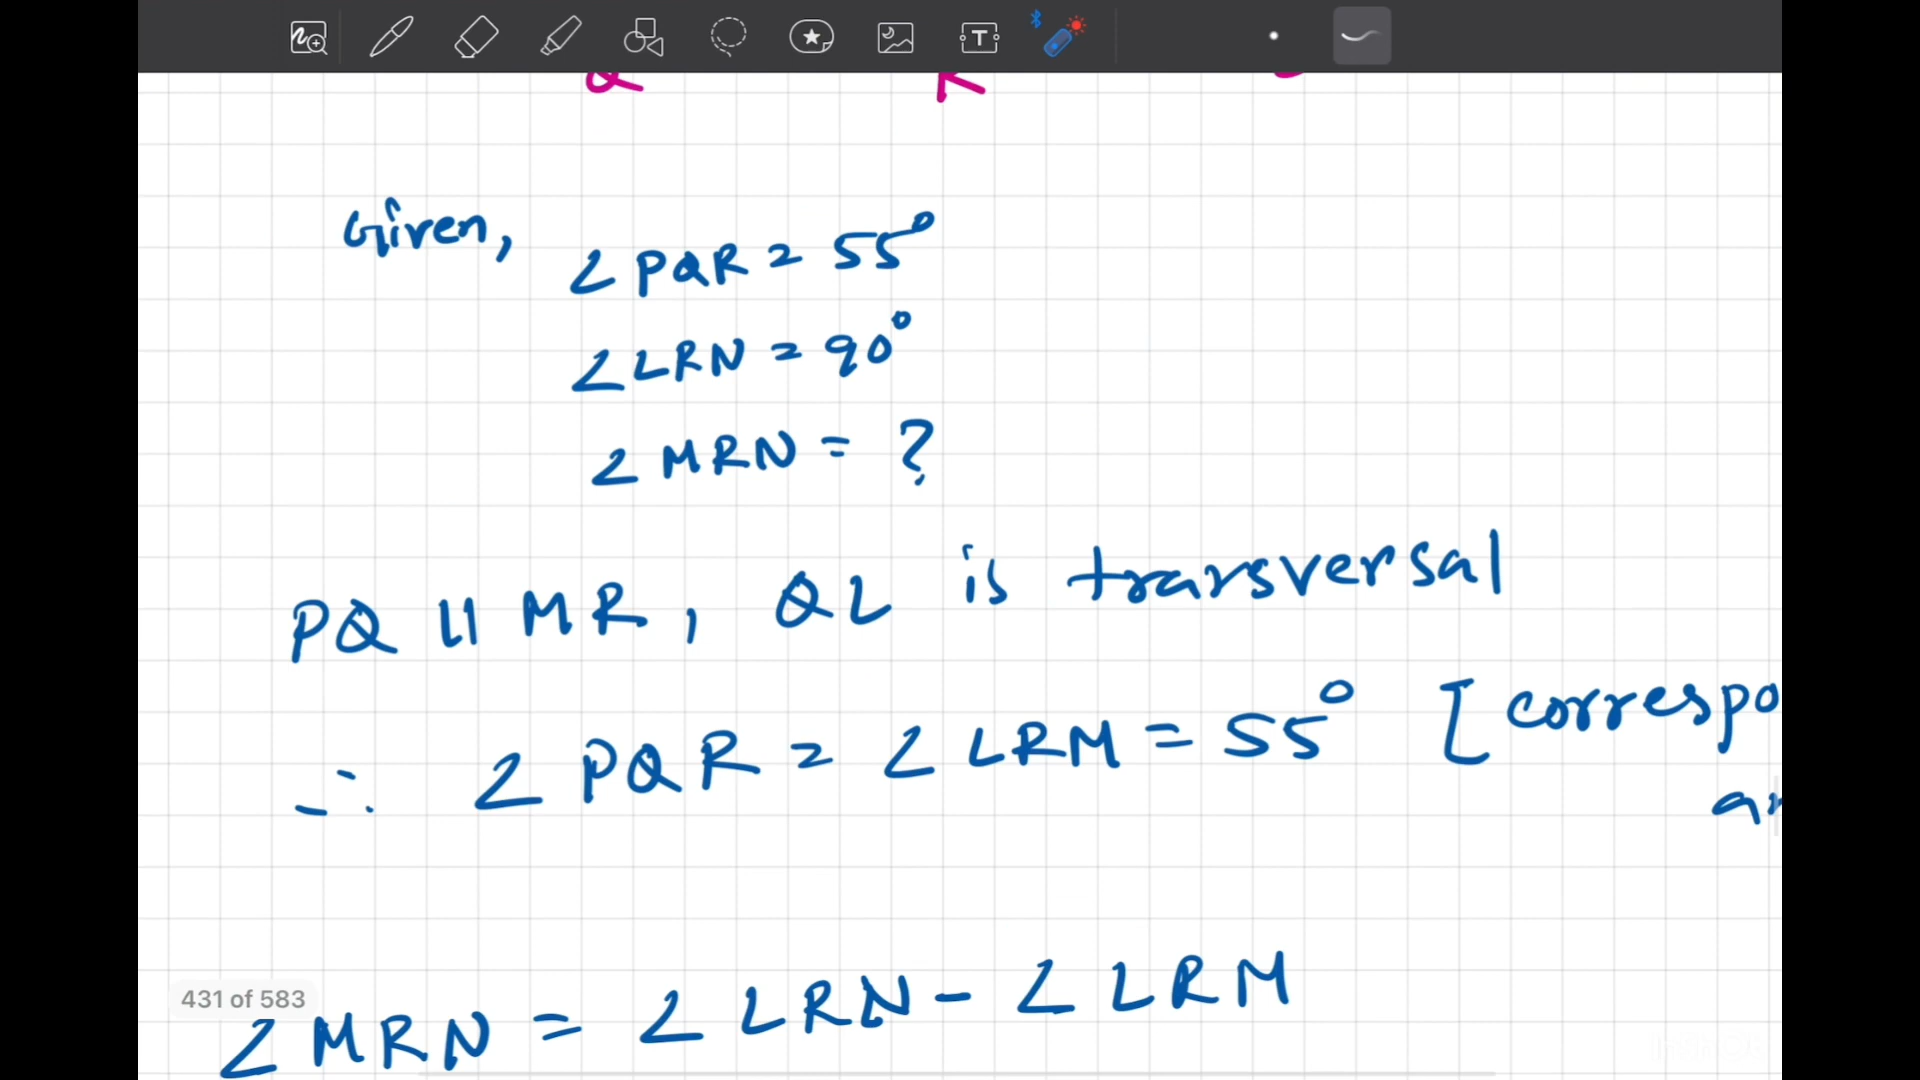 Given, ∠PQR = 55°
∠LRN = 90°
∠MRN = ?
PQ || MR, QL is transversal
∴ ∠PQR = ∠LRM = 55° [correspo
an
431 of 583
∠MRN = ∠LRN - ∠LRM